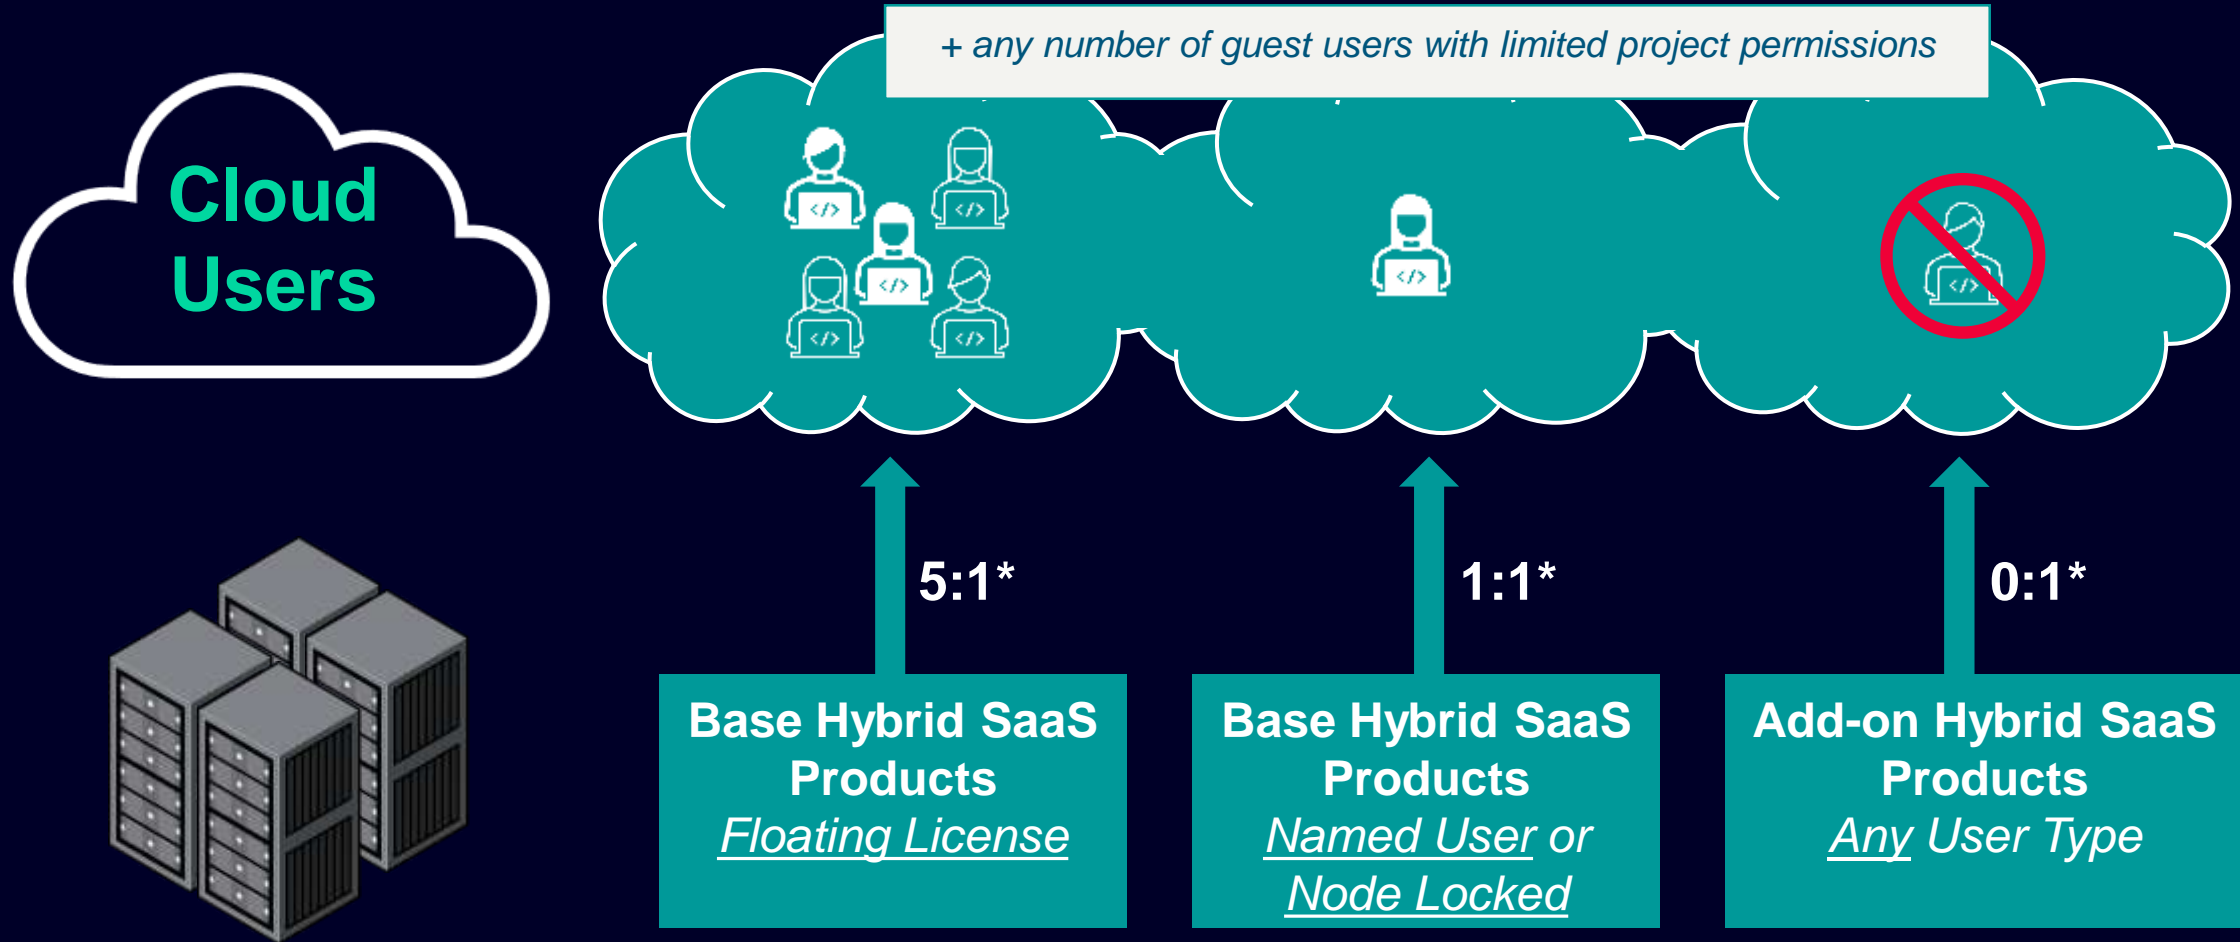 + any number of guest users with limited project permissions
Cloud
Users
</>
</>
</>
</>
</>
</>
</>
5:1*
1:1*
0:1*
Base Hybrid SaaS
Products
Floating License
Base Hybrid SaaS
Products
Named User or
Node Locked
Add-on Hybrid SaaS
Products
Any User Type